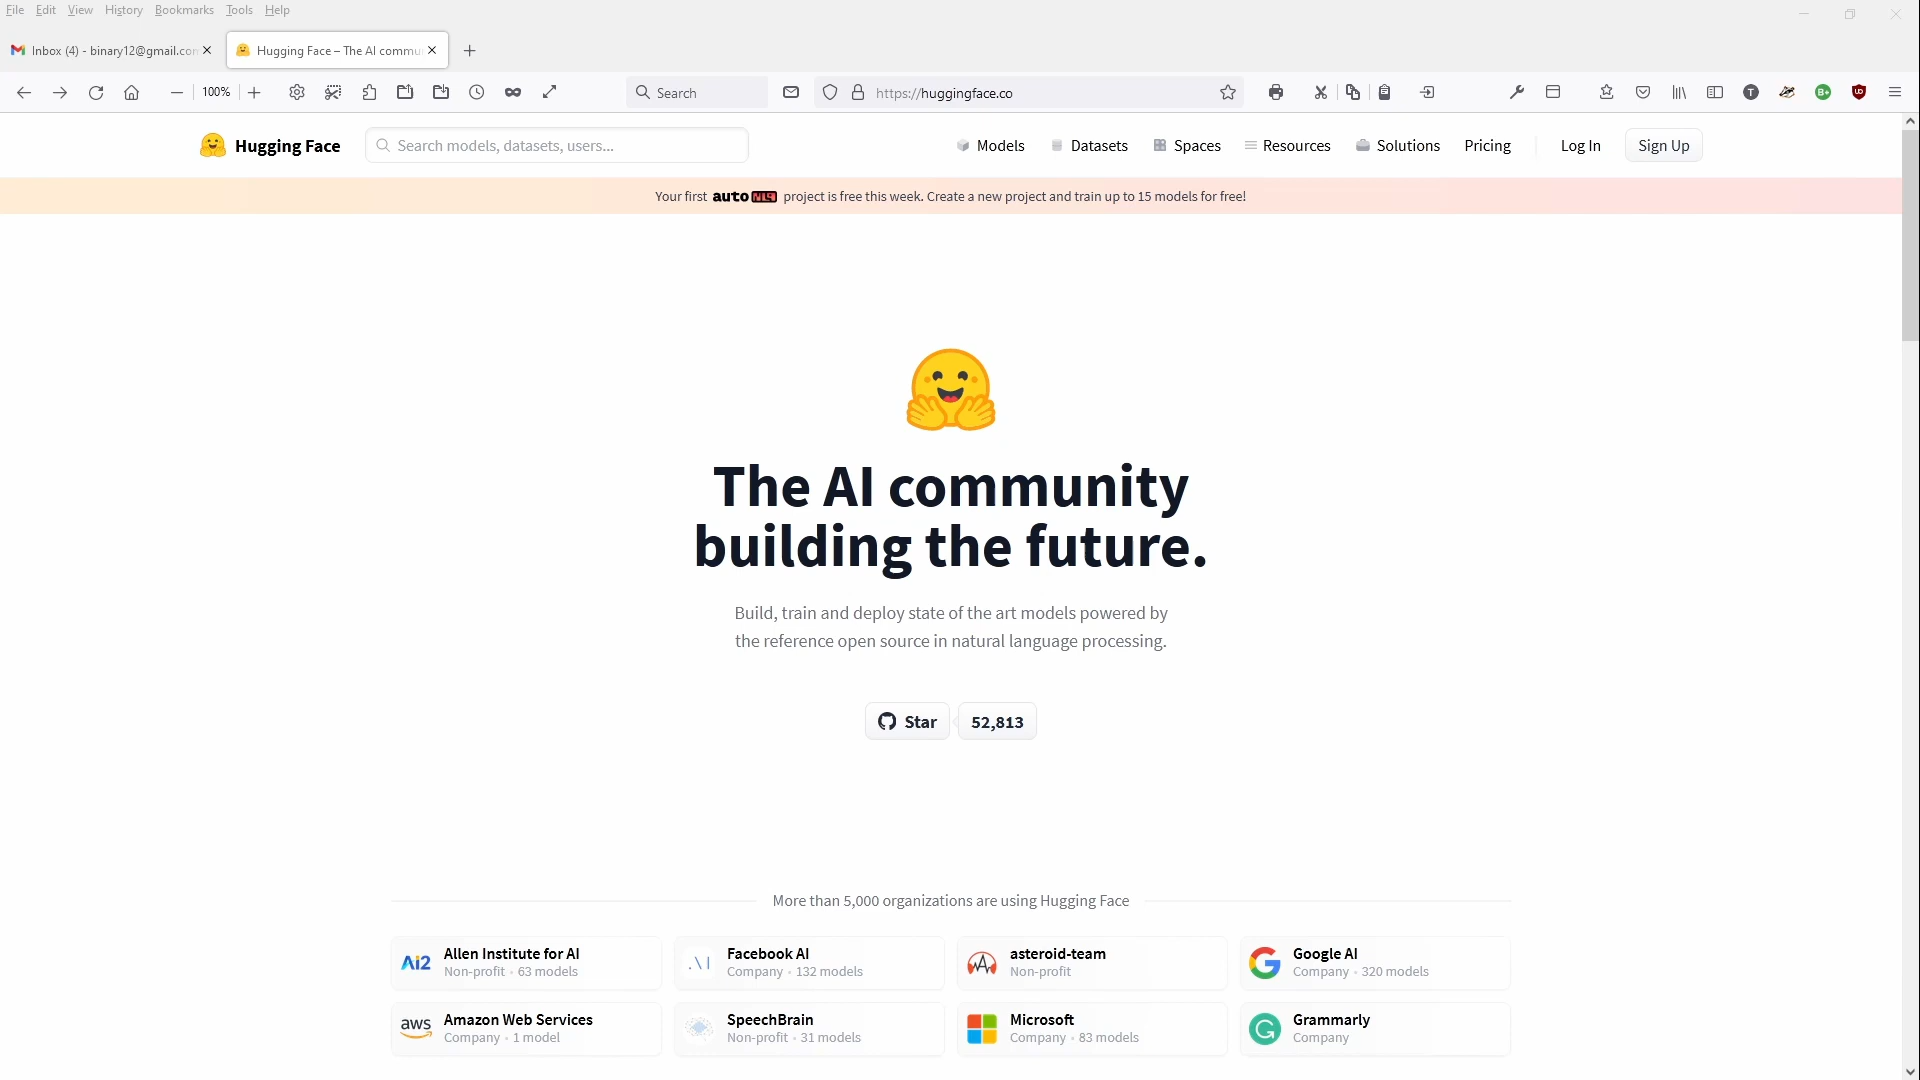 File Edit View History Bookmarks Tools Help
Inbox (4) - binary12@gmail.con
Hugging Face – The AI commu
100%
Search
https://huggingface.co
Hugging Face
Search models, datasets, users...
Models
Datasets
Spaces
Resources
Solutions
Pricing
Log In
Sign Up
Your first autoNLP project is free this week. Create a new project and train up to 15 models for free!
The AI community
building the future.
Build, train and deploy state of the art models powered by
the reference open source in natural language processing.
Star
52,813
More than 5,000 organizations are using Hugging Face
Ai2
Allen Institute for AI
Non-profit • 63 models
.\I
Facebook AI
Company • 132 models
asteroid-team
Non-profit
Google AI
Company • 320 models
aws
Amazon Web Services
Company • 1 model
SpeechBrain
Non-profit • 31 models
Microsoft
Company • 83 models
Grammarly
Company